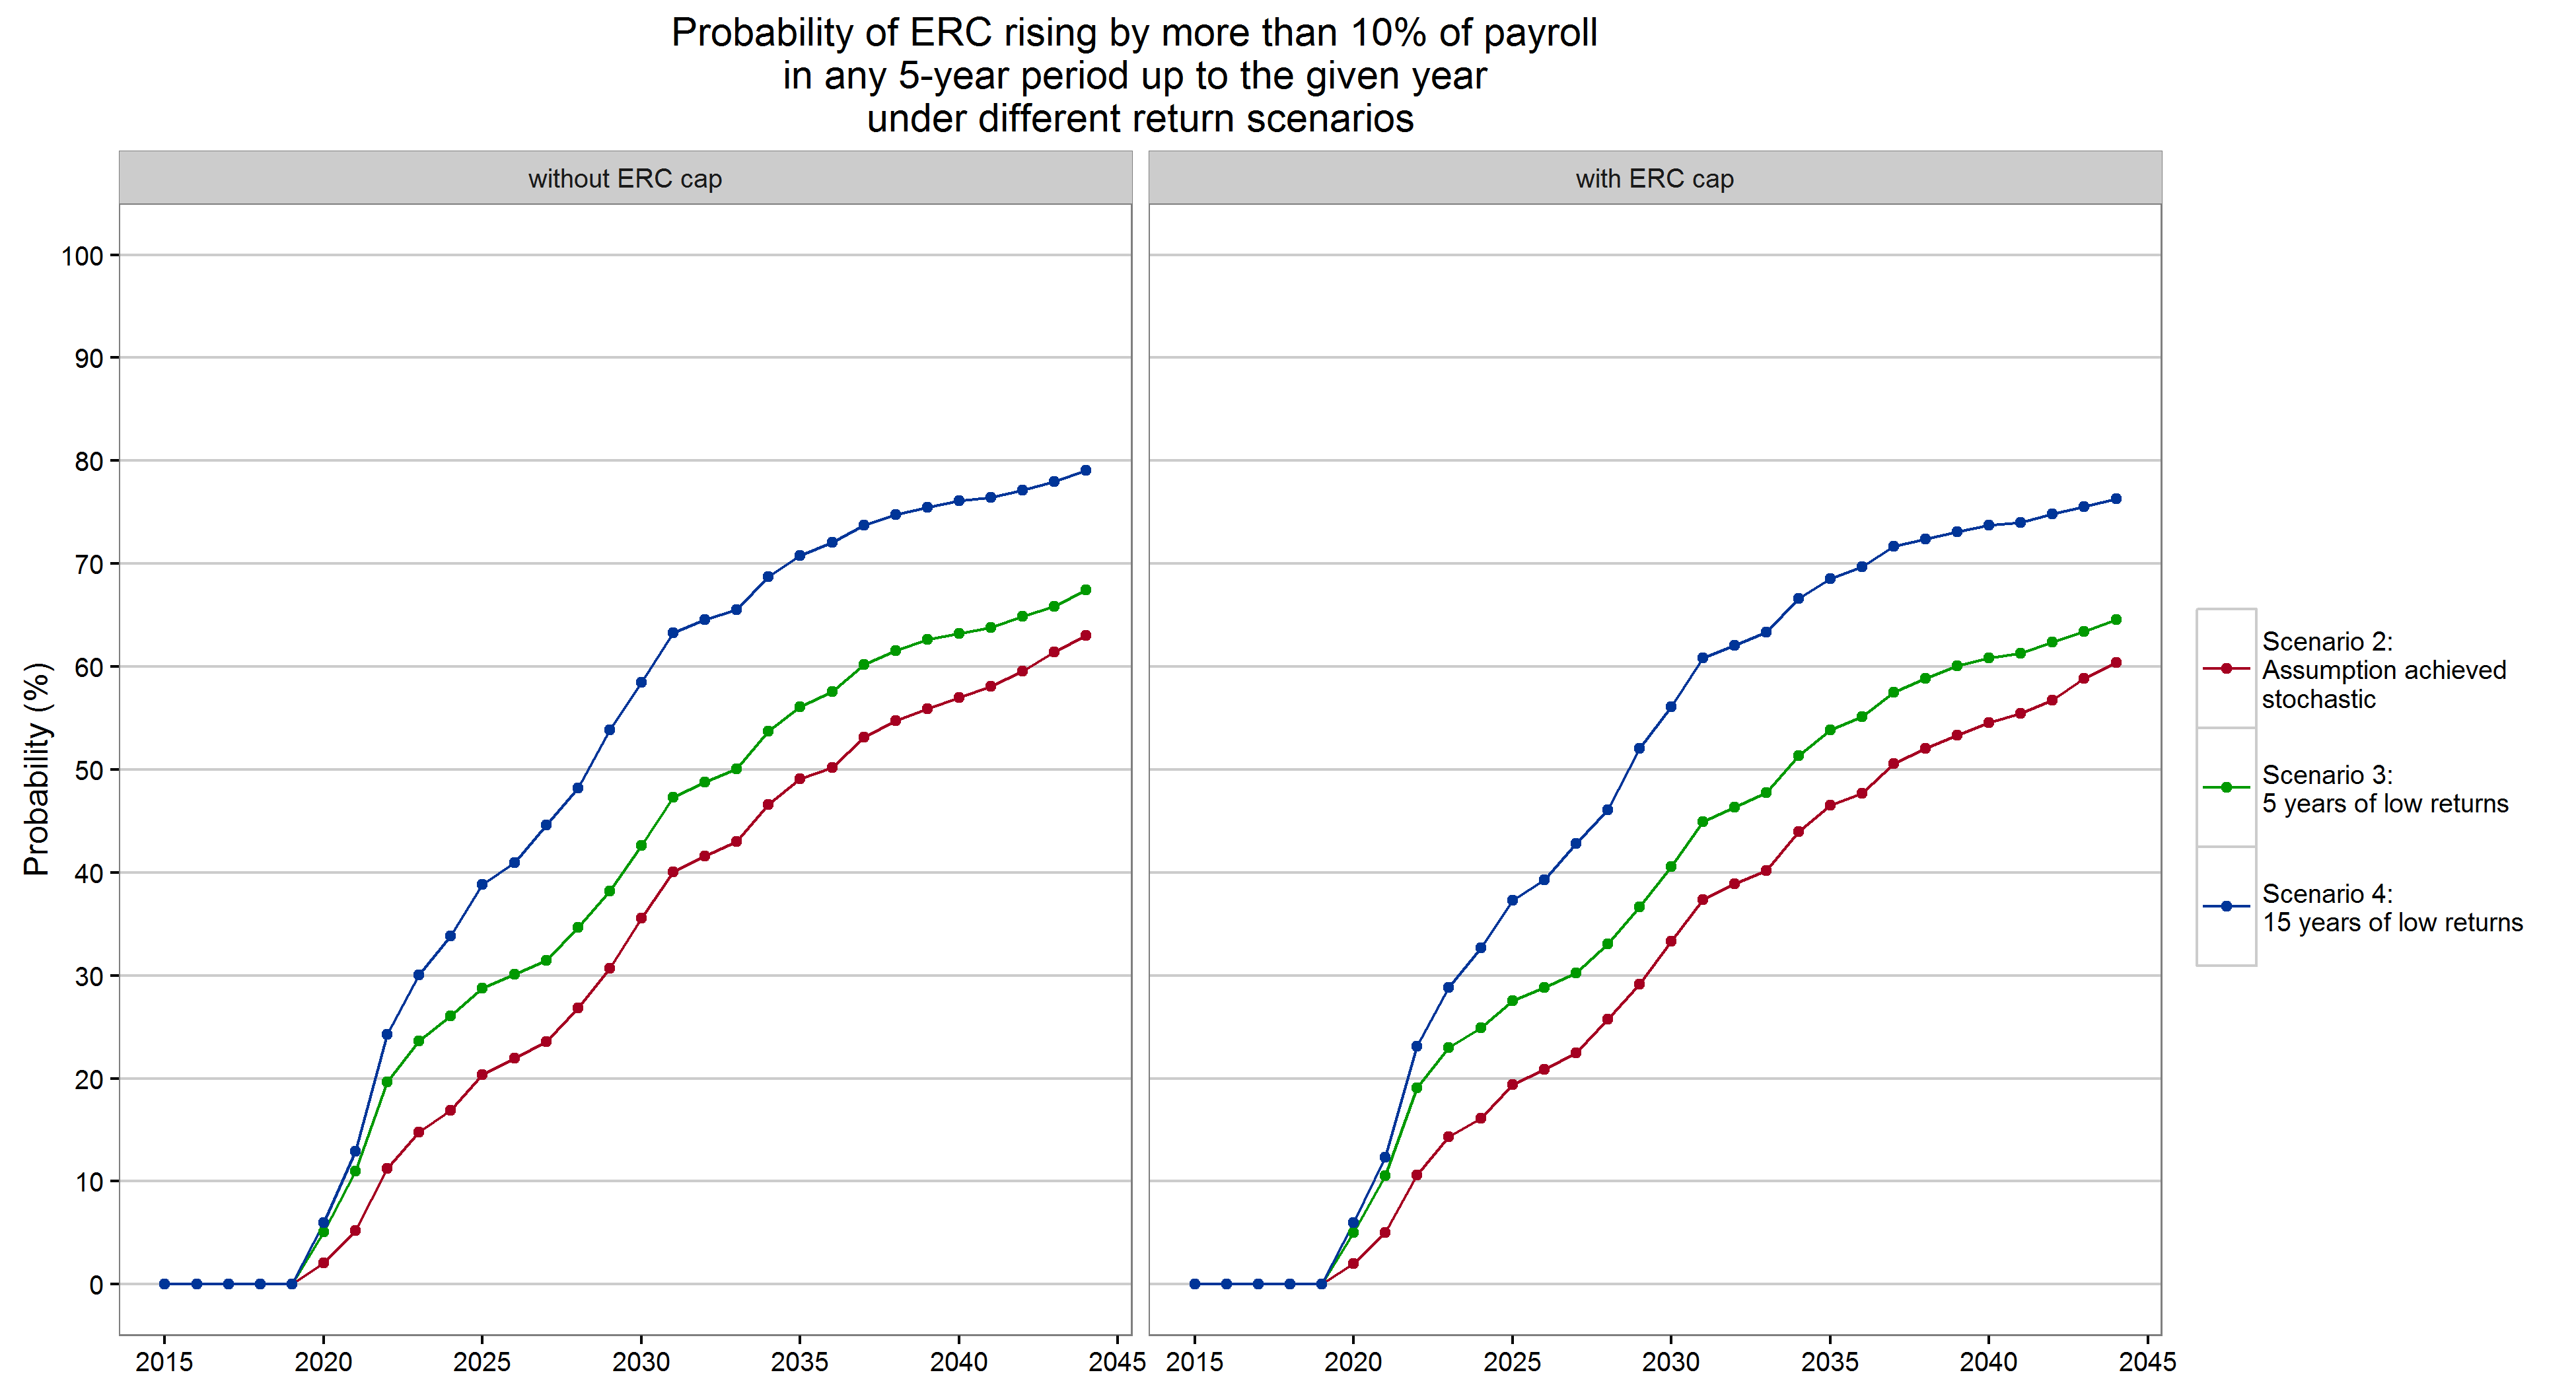 Probability of ERC rising by more than 10% of payroll
in any 5-year period up to the given year
under different return scenarios
without ERC cap
with ERC cap
Probability (%)
100
90
80
70
60
50
40
30
20
10
0
2015 2020 2025 2030 2035 2040 2045
2015 2020 2025 2030 2035 2040 2045
Scenario 2:
Assumption achieved
stochastic
Scenario 3:
5 years of low returns
Scenario 4:
15 years of low returns